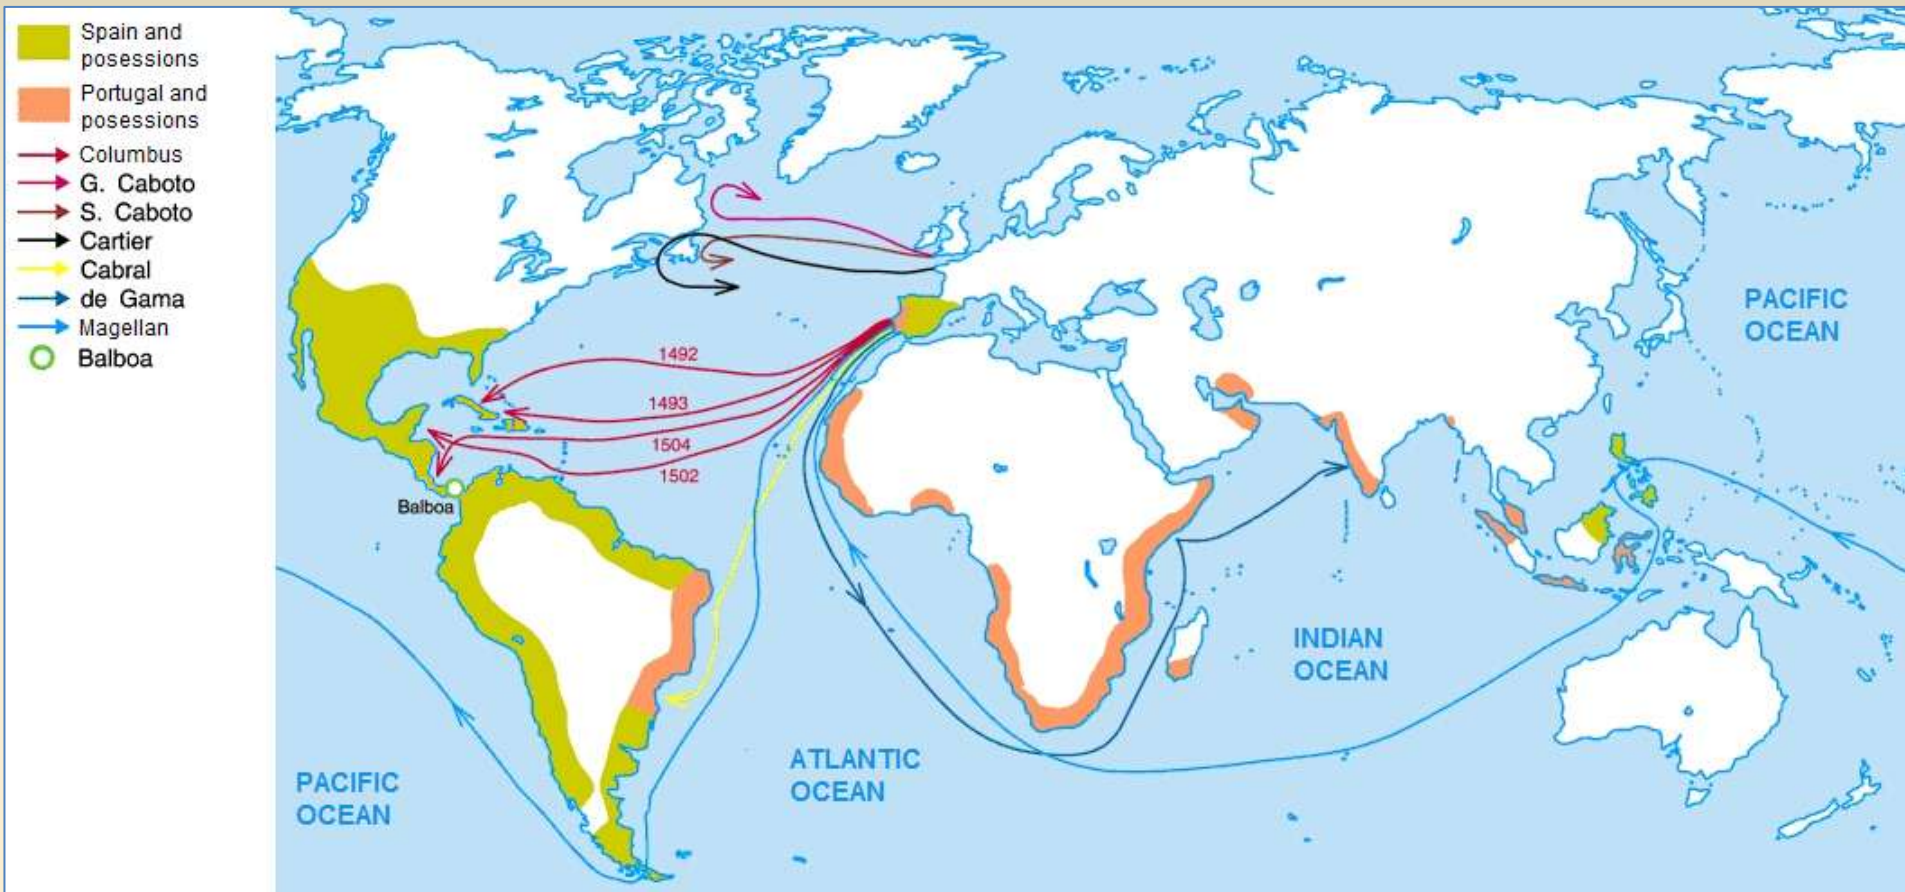 Spain and
posessions
Portugal and
posessions
Columbus
G. Caboto
S. Caboto
Cartier
Cabral
de Gama
Magellan
Balboa
1492
1493
1504
1502
Balboa
PACIFIC
OCEAN
ATLANTIC
OCEAN
INDIAN
OCEAN
PACIFIC
OCEAN